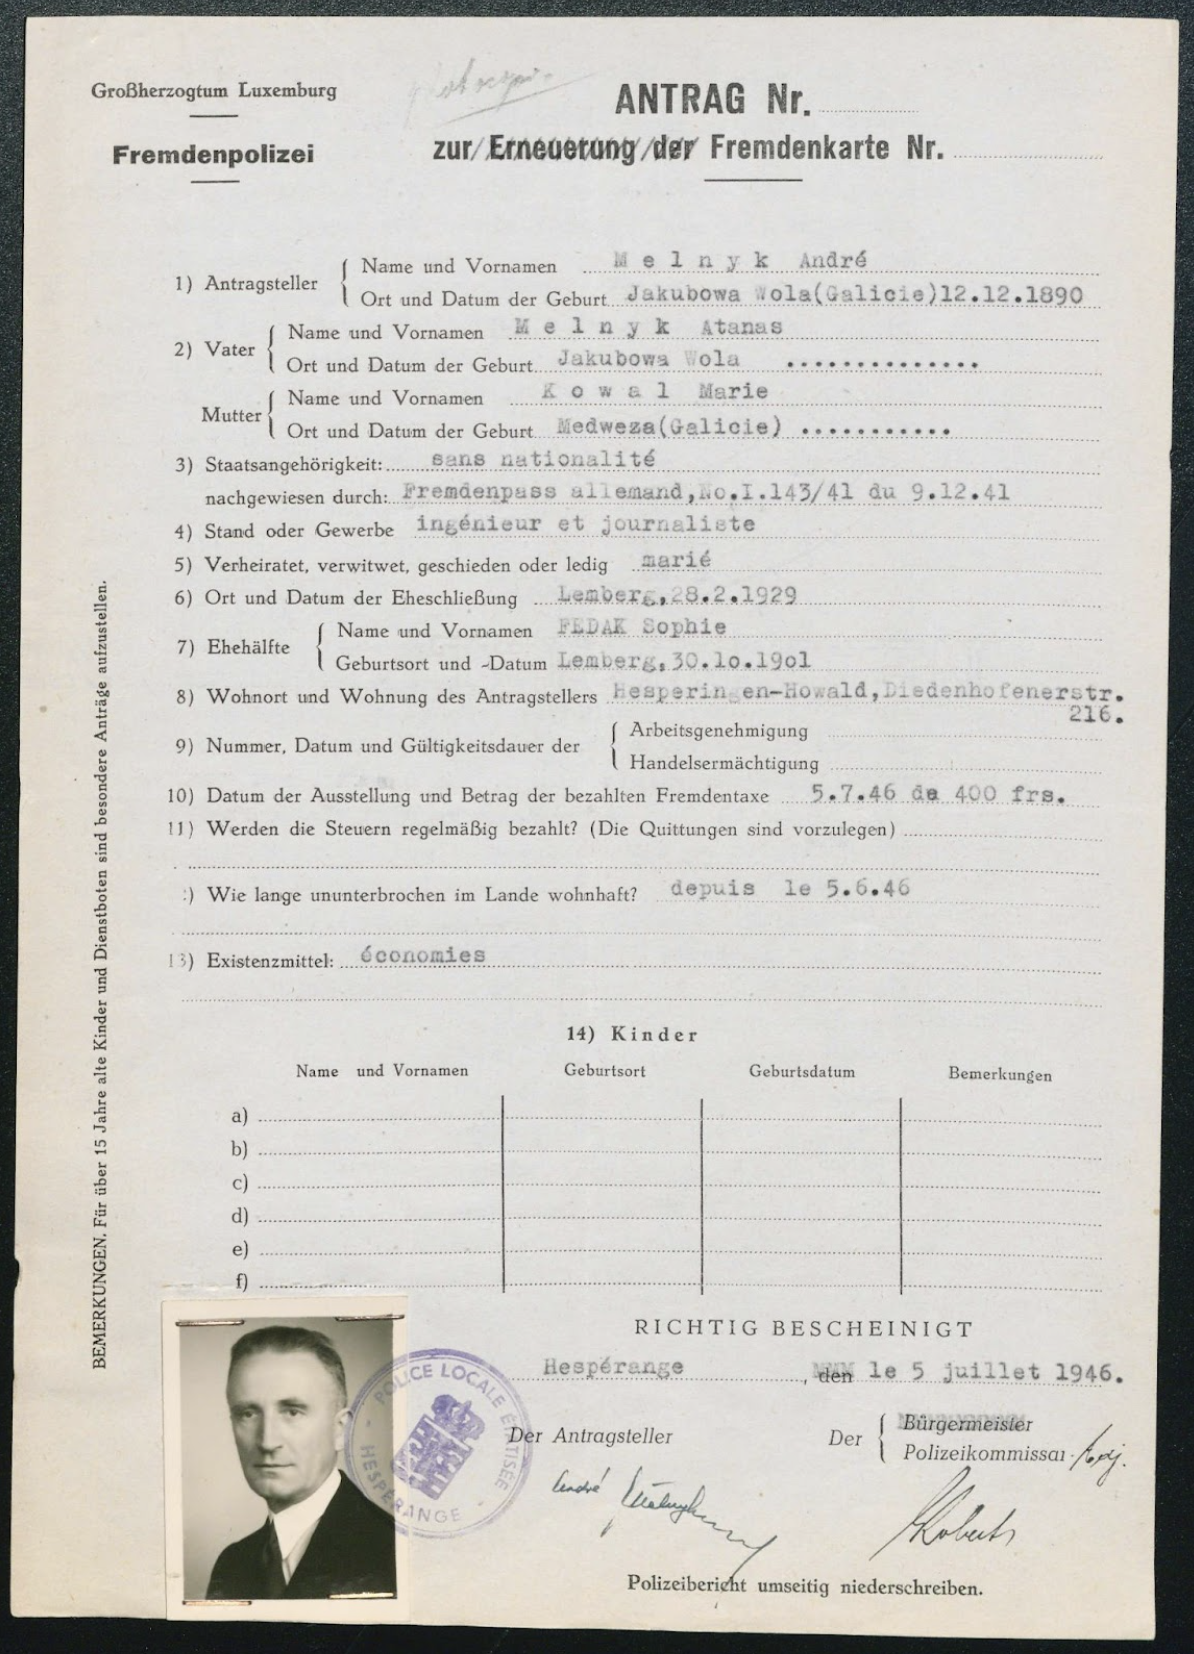 Großherzogtum Luxemburg
Fremdenpolizei
ANTRAG Nr.
zur Erneuerung der Fremdenkarte Nr.
1) Antragsteller
Name und Vornamen Melnyk André
Ort und Datum der Geburt Jakubowa Wola(Galicie)12.12.1890
2) Vater
Name und Vornamen Melnyk Atanas
Ort und Datum der Geburt Jakubowa Wola
Mutter
Name und Vornamen Kowal Marie
Ort und Datum der Geburt Medweza(Galicie)
3) Staatsangehörigkeit: sans nationalité
nachgewiesen durch: Fremdenpass allemand,No.I.143/41 du 9.12.41
4) Stand oder Gewerbe ingénieur et journaliste
5) Verheiratet, verwitwet, geschieden oder ledig marié
6) Ort und Datum der Eheschließung Lemberg,28.2.1929
7) Ehehälfte
Name und Vornamen FEDAK Sophie
Geburtsort und -Datum Lemberg,30.10.1901
8) Wohnort und Wohnung des Antragstellers Hesperingen-Howald,Diedenhofenerstr.
216.
9) Nummer, Datum und Gültigkeitsdauer der
Arbeitsgenehmigung
Handelsermächtigung
10) Datum der Ausstellung und Betrag der bezahlten Fremdentaxe 5.7.46 de 400 frs.
11) Werden die Steuern regelmäßig bezahlt? (Die Quittungen sind vorzulegen)
:) Wie lange ununterbrochen im Lande wohnhaft? depuis le 5.6.46
13) Existenzmittel: économies
14) Kinder
Name und Vornamen Geburtsort Geburtsdatum Bemerkungen
a)
b)
c)
d)
e)
f)
BEMERKUNGEN. Für über 15 Jahre alte Kinder und Dienstboten sind besondere Anträge aufzustellen.
RICHTIG BESCHEINIGT
Hespérange, den le 5 juillet 1946.
POLICE LOCALE ÉTATISÉE
HESPÉRANGE
Der Antragsteller
Der
Bürgermeister
Polizeikommissar
André Melnyk
Polizeibericht umseitig niederschreiben.